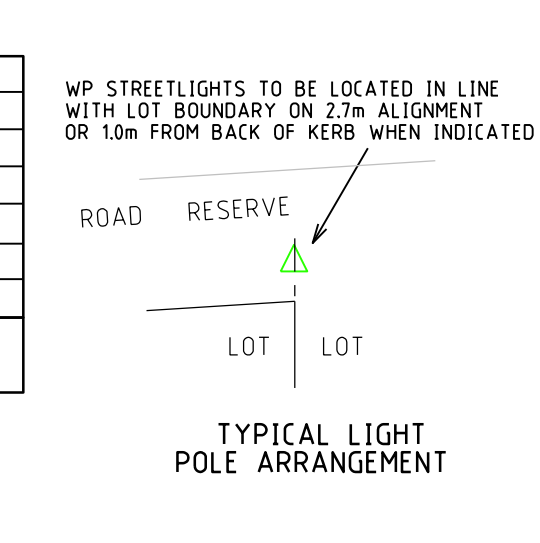 WP STREETLIGHTS TO BE LOCATED IN LINE
WITH LOT BOUNDARY ON 2.7m ALIGNMENT
OR 1.0m FROM BACK OF KERB WHEN INDICATED
ROAD RESERVE
LOT LOT
TYPICAL LIGHT
POLE ARRANGEMENT